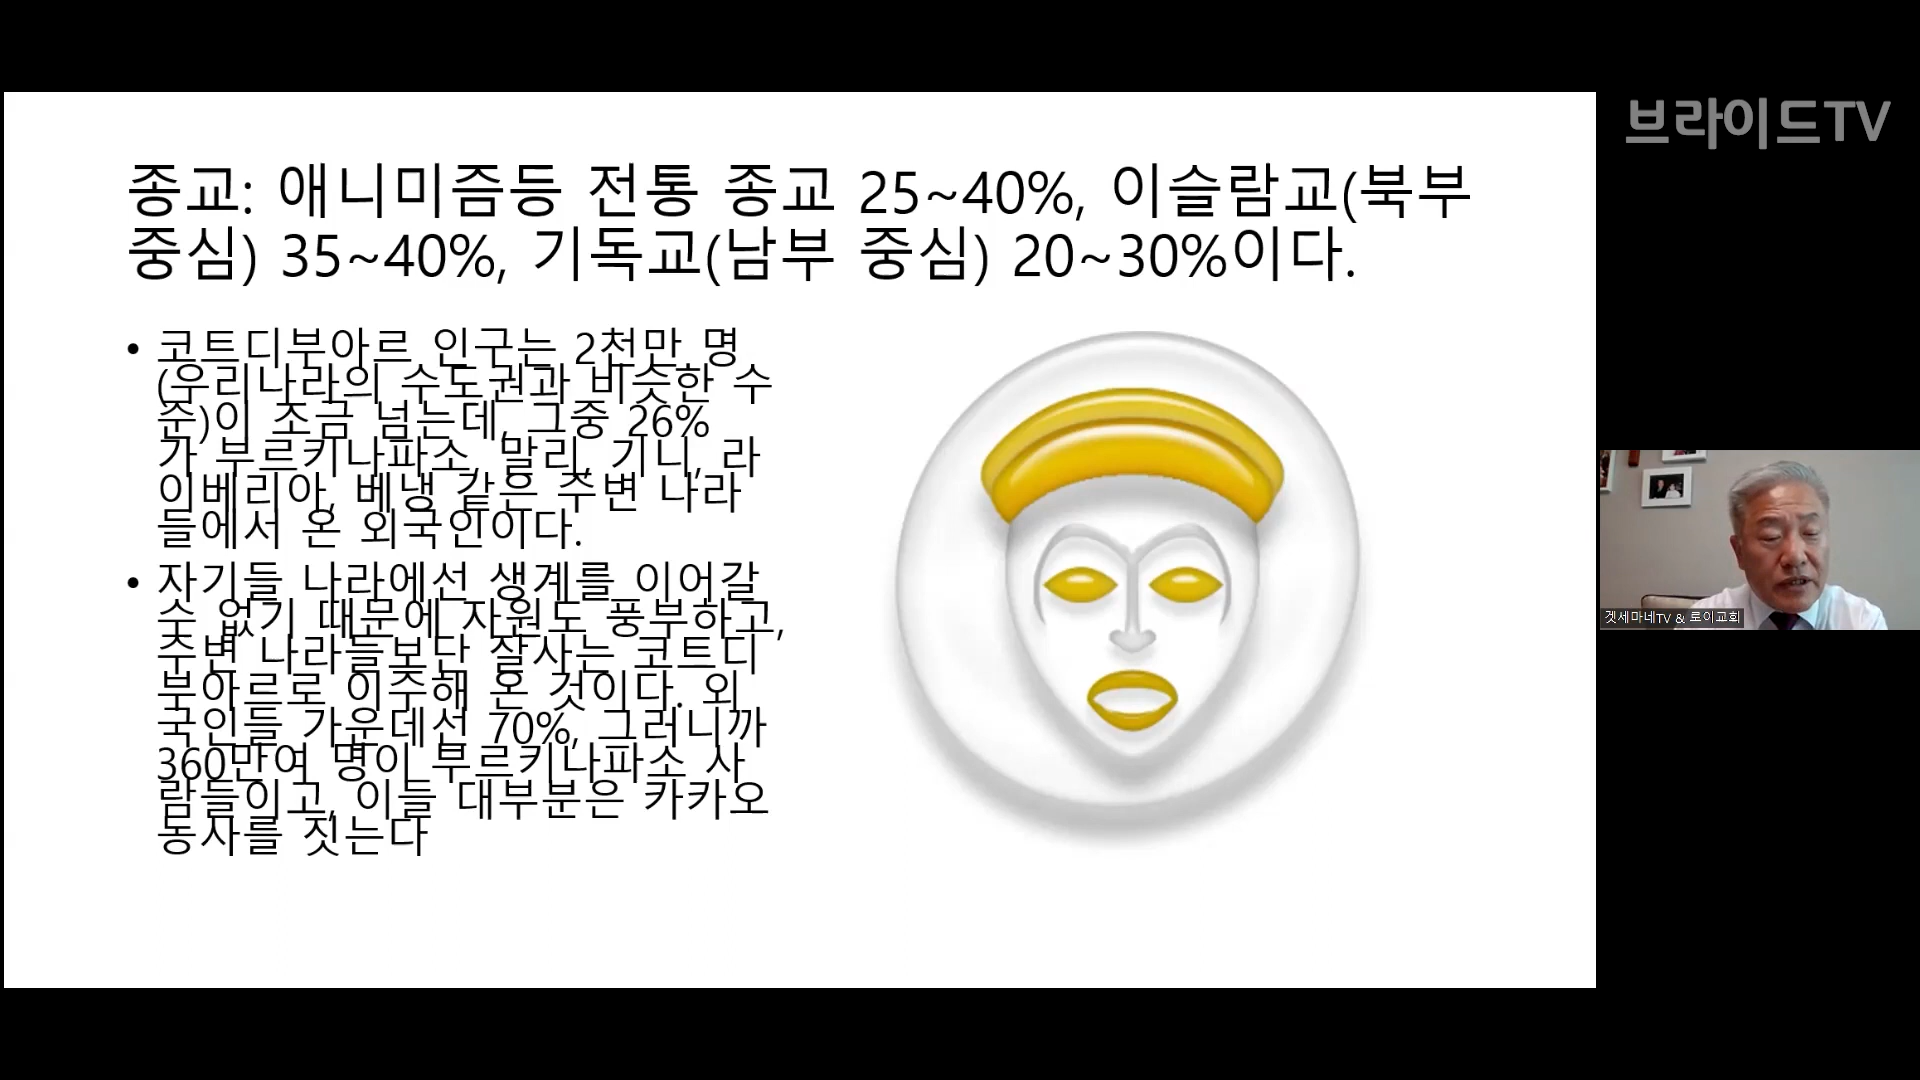 브라이드TV
종교: 애니미즘등 전통 종교 25~40%, 이슬람교(북부
중심) 35~40%, 기독교(남부 중심) 20~30%이다.
• 코트디부아르 인구는 2천만 명
(우리나라의 수도권과 비슷한 수
준)이 조금 넘는데, 그중 26%
가 부르키나파소, 말리, 기니, 라
이베리아, 베냉 같은 주변 나라
들에서 온 외국인이다.
• 자기들 나라에선 생계를 이어갈
수 없기 때문에 자원도 풍부하고,
주변 나라들보단 잘사는 코트디
부아르로 이주해 온 것이다. 외
국인들 가운데선 70%, 그러니까
360만여 명이 부르키나파소 사
람들이고, 이들 대부분은 카카오
농사를 짓는다
겟세마네TV & 로이교회